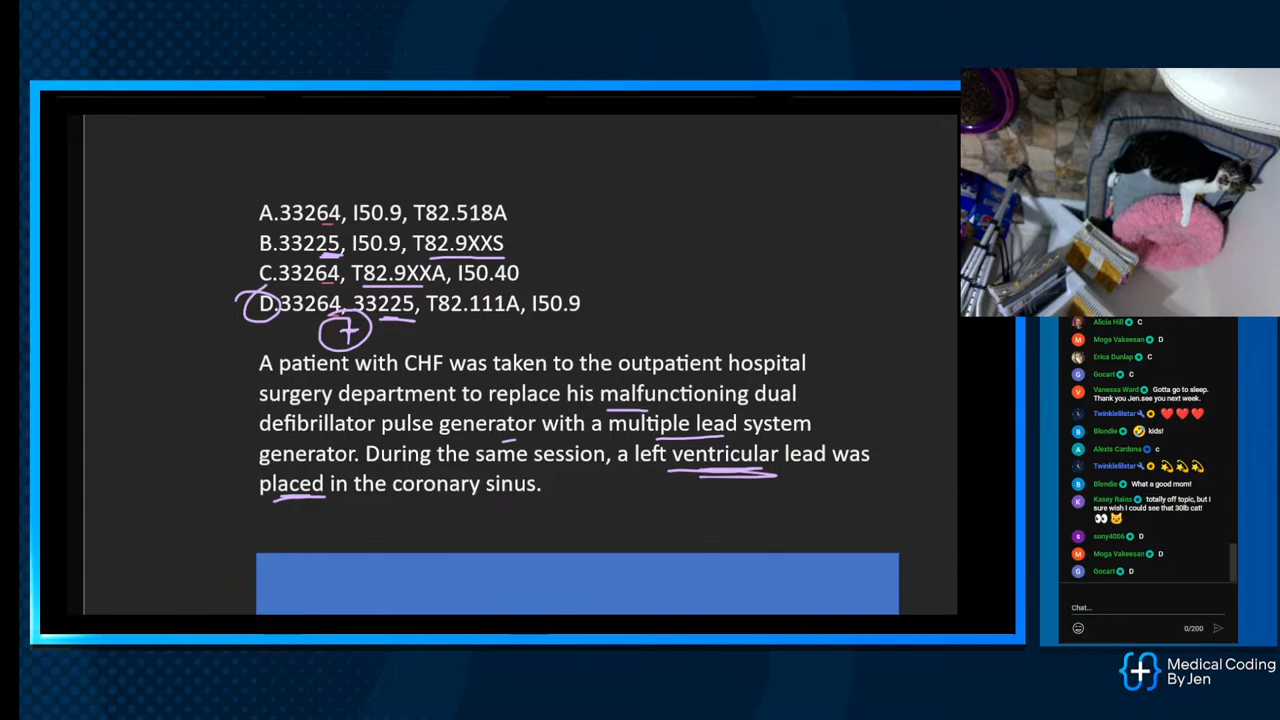 A.33264, I50.9, T82.518A
B.33225, I50.9, T82.9XXS
C.33264, T82.9XXA, I50.40
D.33264, 33225, T82.111A, I50.9
7
A patient with CHF was taken to the outpatient hospital
surgery department to replace his malfunctioning dual
defibrillator pulse generator with a multiple lead system
generator. During the same session, a left ventricular lead was
placed in the coronary sinus.
Alicia Hill C
Moga Vakeesan D
Erica Dunlap C
Gocart C
Vanessa Ward Gotta go to sleep.
Thank you Jen.see you next week.
Twinklelilstar
Blondie kids!
Alexis Cardona c
Twinklelilstar
Blondie What a good mom!
Kasey Rains totally off topic, but I
sure wish I could see that 30lb cat!
sony4006 D
Moga Vakeesan D
Gocart D
Chat...
0/200
Medical Coding
By Jen